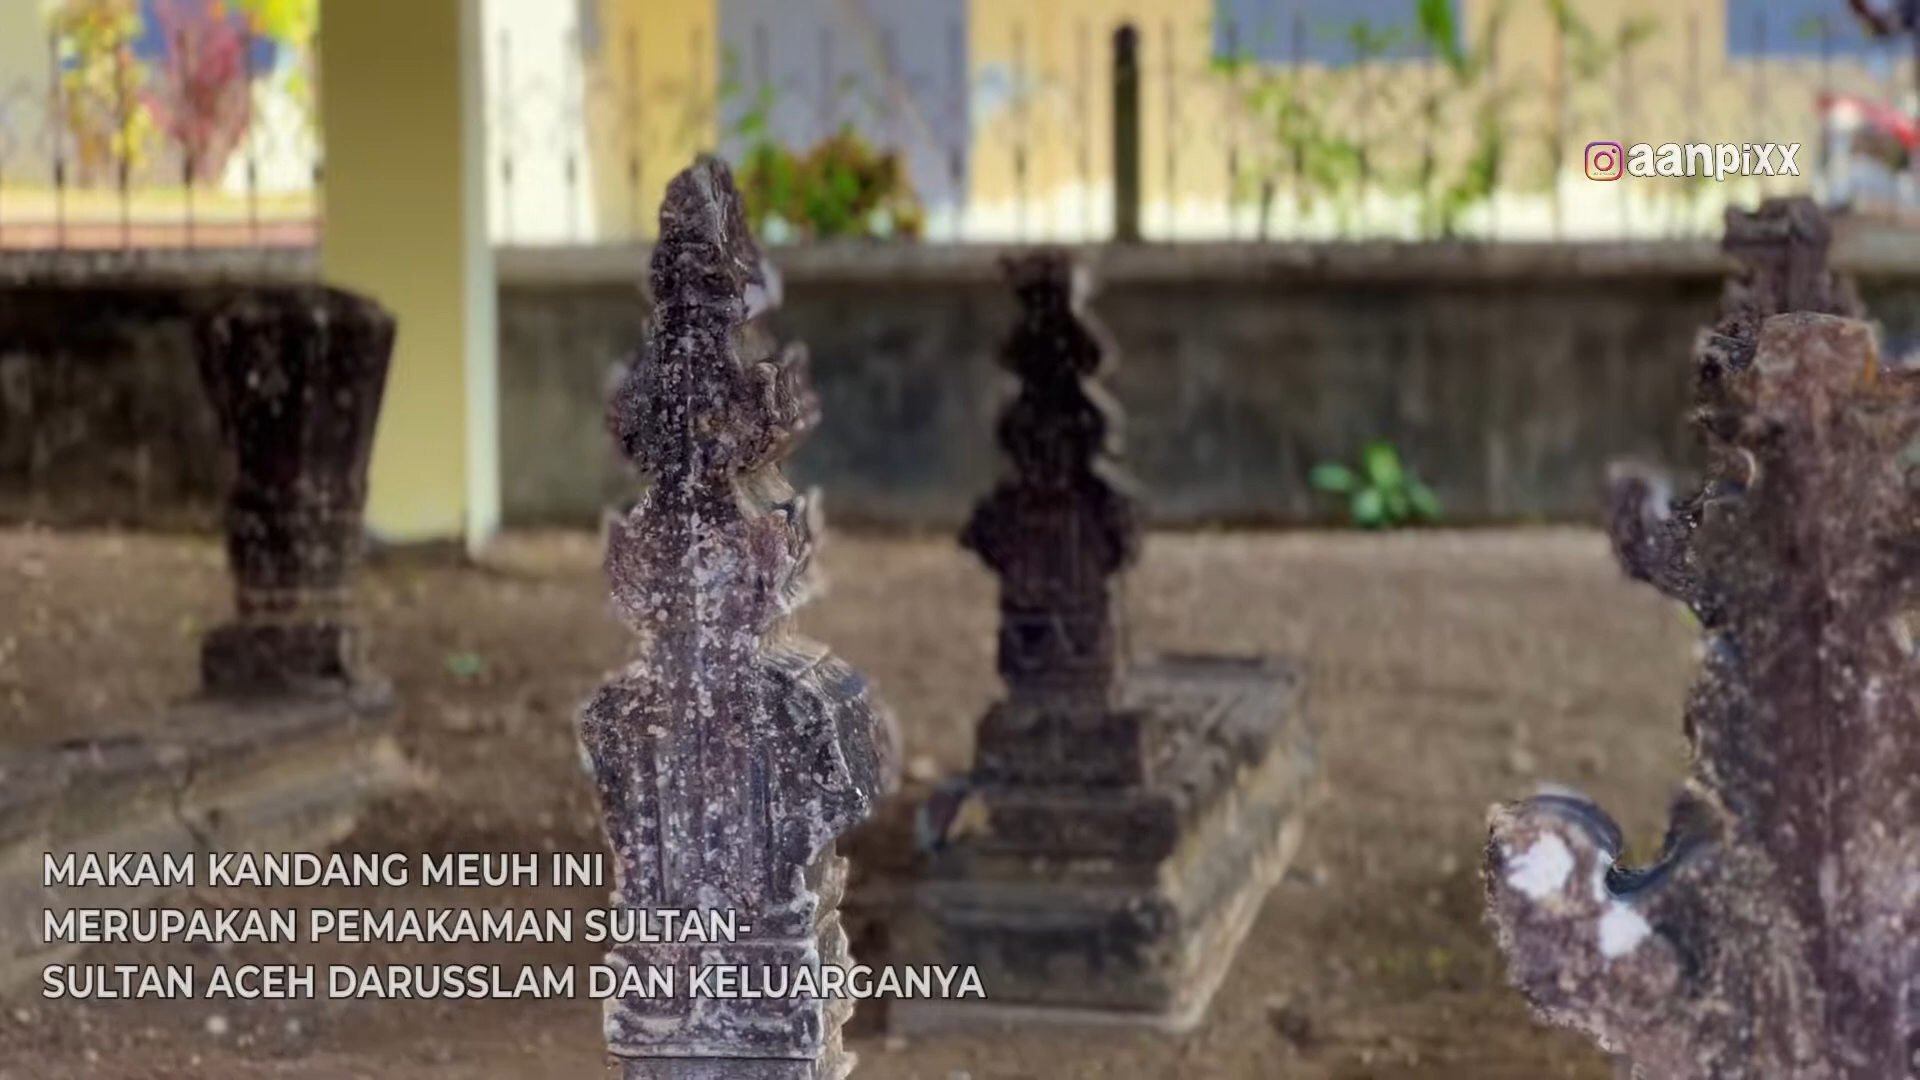 aanpixx
MAKAM KANDANG MEUH INI
MERUPAKAN PEMAKAMAN SULTAN-
SULTAN ACEH DARUSSLAM DAN KELUARGANYA